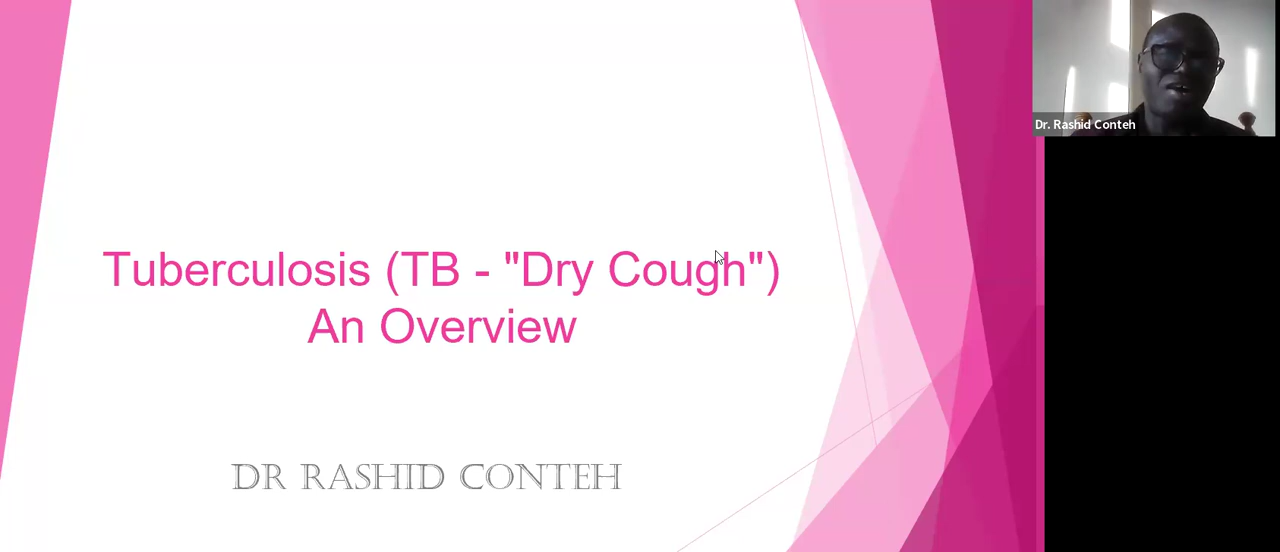 Dr. Rashid Conteh
Tuberculosis (TB - "Dry Cough")
An Overview
DR RASHID CONTEH